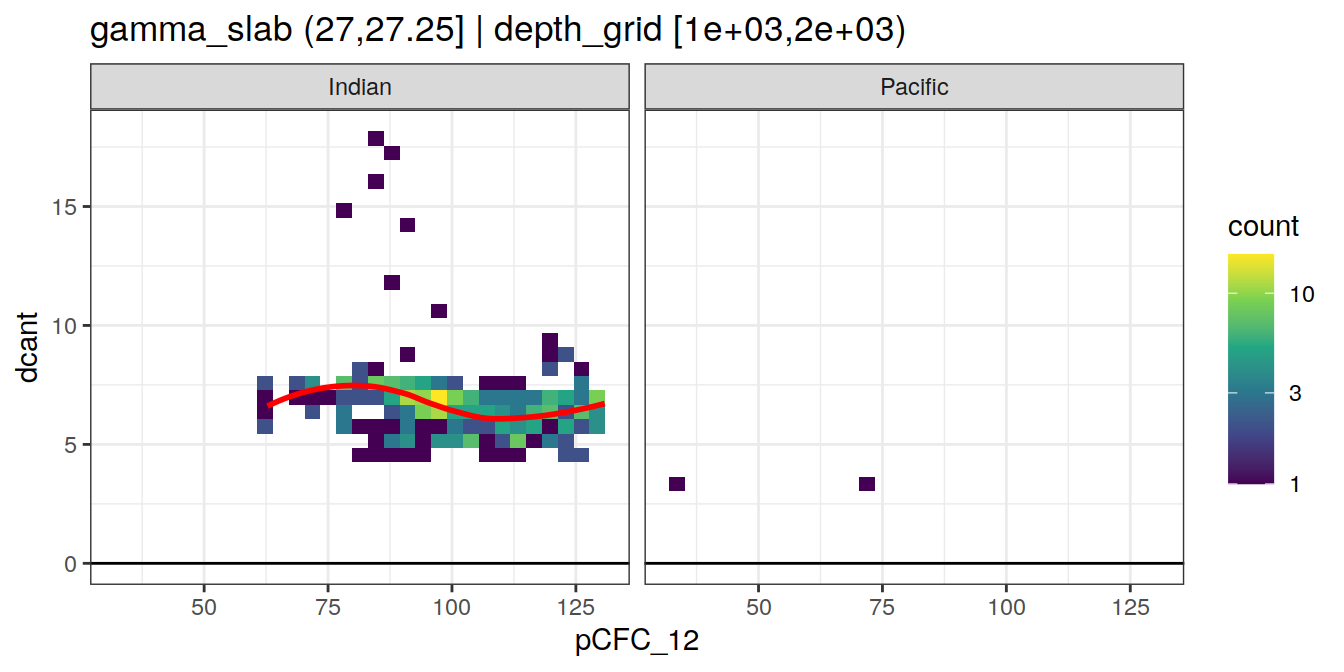 gamma_slab (27,27.25] | depth_grid [1e+03,2e+03)
Indian
Pacific
dcant
15
10
5
0
50 75 100 125
50 75 100 125
pCFC_12
count
10
3
1